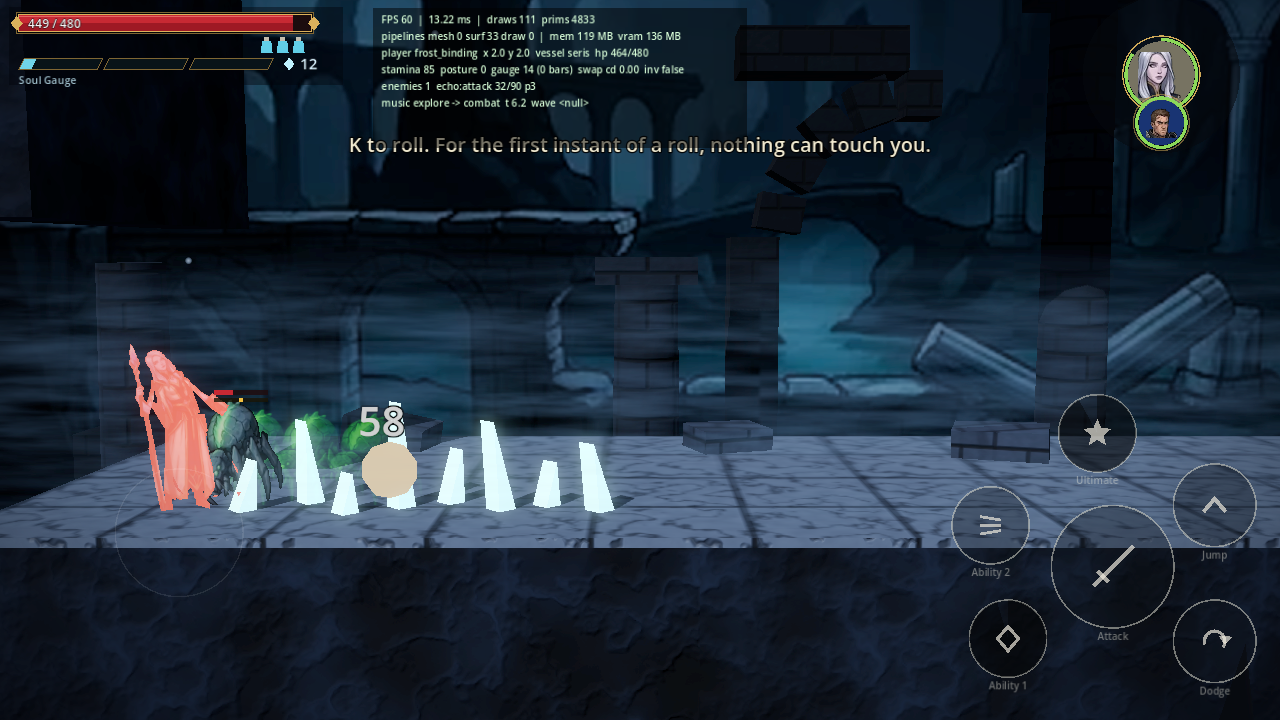 449 / 480
12
Soul Gauge
FPS 60 | 13.22 ms | draws 111 prims 4833
pipelines mesh 0 surf 33 draw 0 | mem 119 MB vram 136 MB
player frost_binding x 2.0 y 2.0 vessel seris hp 464/480
stamina 85 posture 0 gauge 14 (0 bars) swap cd 0.00 inv false
enemies 1 echo:attack 32/90 p3
music explore -> combat t 6.2 wave <null>
K to roll. For the first instant of a roll, nothing can touch you.
58
Ultimate
Jump
Ability 2
Attack
Ability 1
Dodge